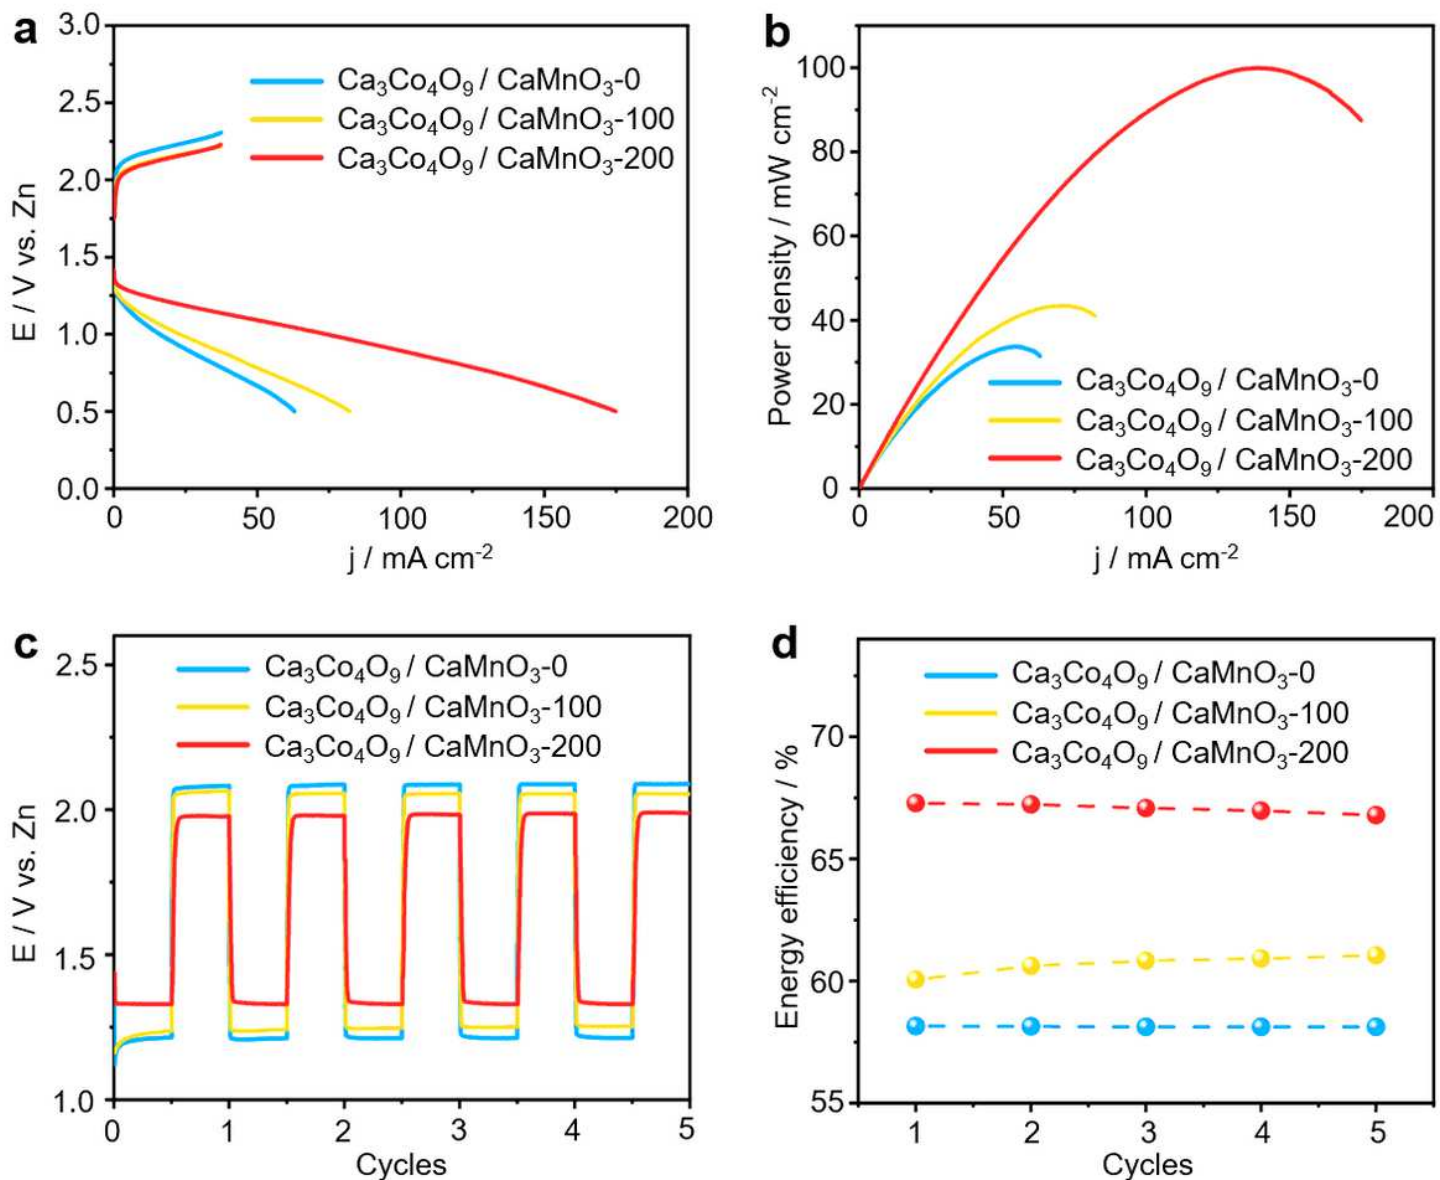 a
3.0
2.5
2.0
1.5
1.0
0.5
0.0
E / V vs. Zn
Ca₃Co₄O₉ / CaMnO₃-0
Ca₃Co₄O₉ / CaMnO₃-100
Ca₃Co₄O₉ / CaMnO₃-200
0 50 100 150 200
j / mA cm⁻²
b
100
80
60
40
20
0
Power density / mW cm⁻²
Ca₃Co₄O₉ / CaMnO₃-0
Ca₃Co₄O₉ / CaMnO₃-100
Ca₃Co₄O₉ / CaMnO₃-200
0 50 100 150 200
j / mA cm⁻²
c
2.5
2.0
1.5
1.0
E / V vs. Zn
Ca₃Co₄O₉ / CaMnO₃-0
Ca₃Co₄O₉ / CaMnO₃-100
Ca₃Co₄O₉ / CaMnO₃-200
0 1 2 3 4 5
Cycles
d
70
65
60
55
Energy efficiency / %
Ca₃Co₄O₉ / CaMnO₃-0
Ca₃Co₄O₉ / CaMnO₃-100
Ca₃Co₄O₉ / CaMnO₃-200
1 2 3 4 5
Cycles